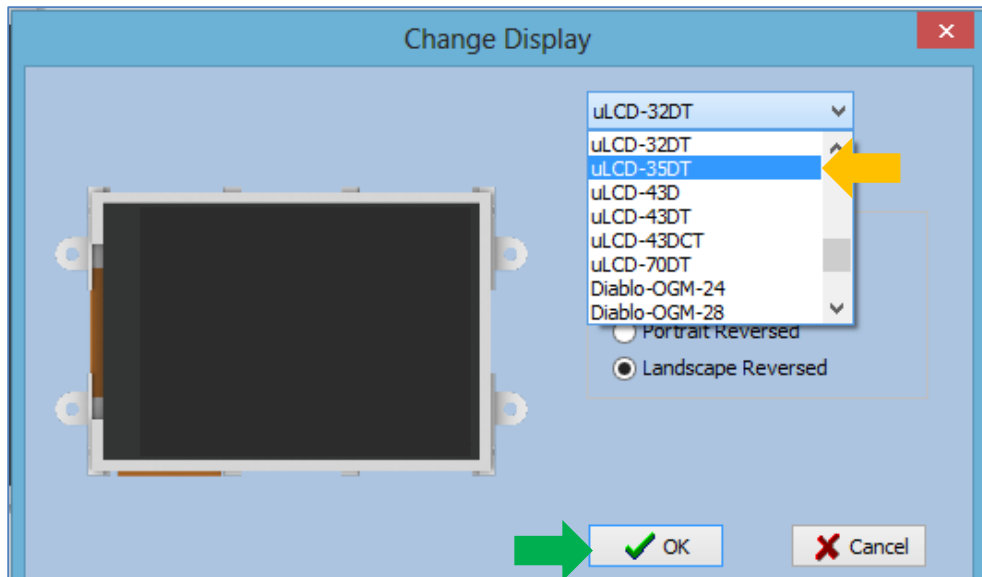 Change Display
uLCD-32DT
uLCD-32DT
uLCD-35DT
uLCD-43D
uLCD-43DT
uLCD-43DCT
uLCD-70DT
Diablo-OGM-24
Diablo-OGM-28
Portrait Reversed
Landscape Reversed
OK
Cancel